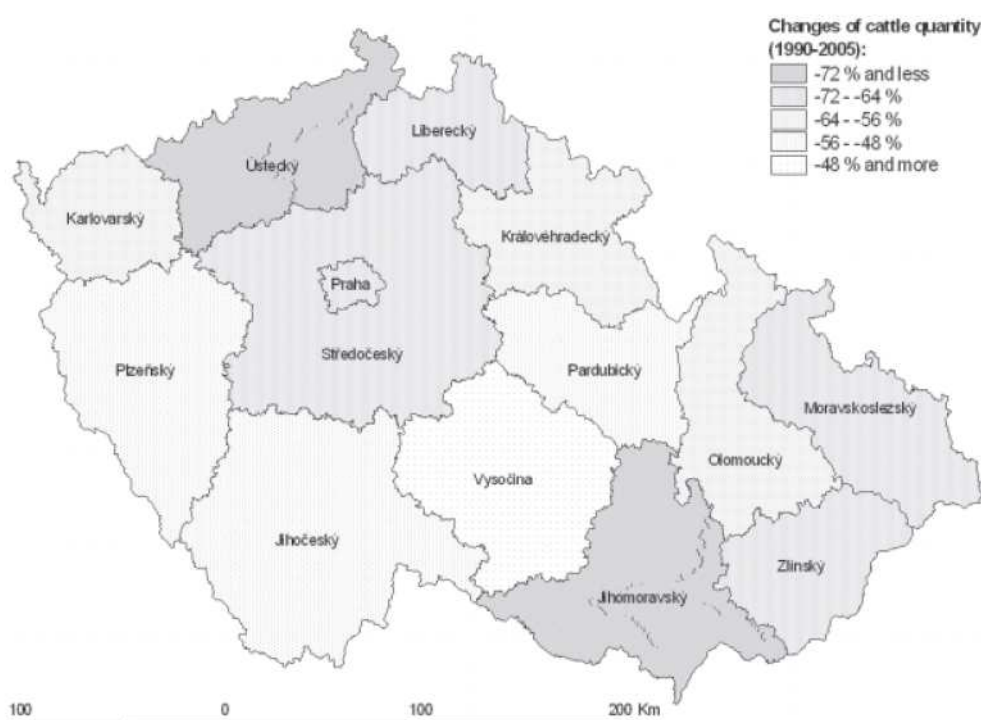 Changes of cattle quantity
(1990-2005):
-72 % and less
-72 - -64 %
-64 --56 %
-56 --48 %
-48 % and more
Liberecký
Ústecký
Karlovarský
Královéhradecký
Praha
Středočeský
Plzeňský
Pardubický
Moravskoslezský
Olomoucký
Vysočina
Jihočeský
Zlínský
Jihomoravský
100 0 100 200 Km